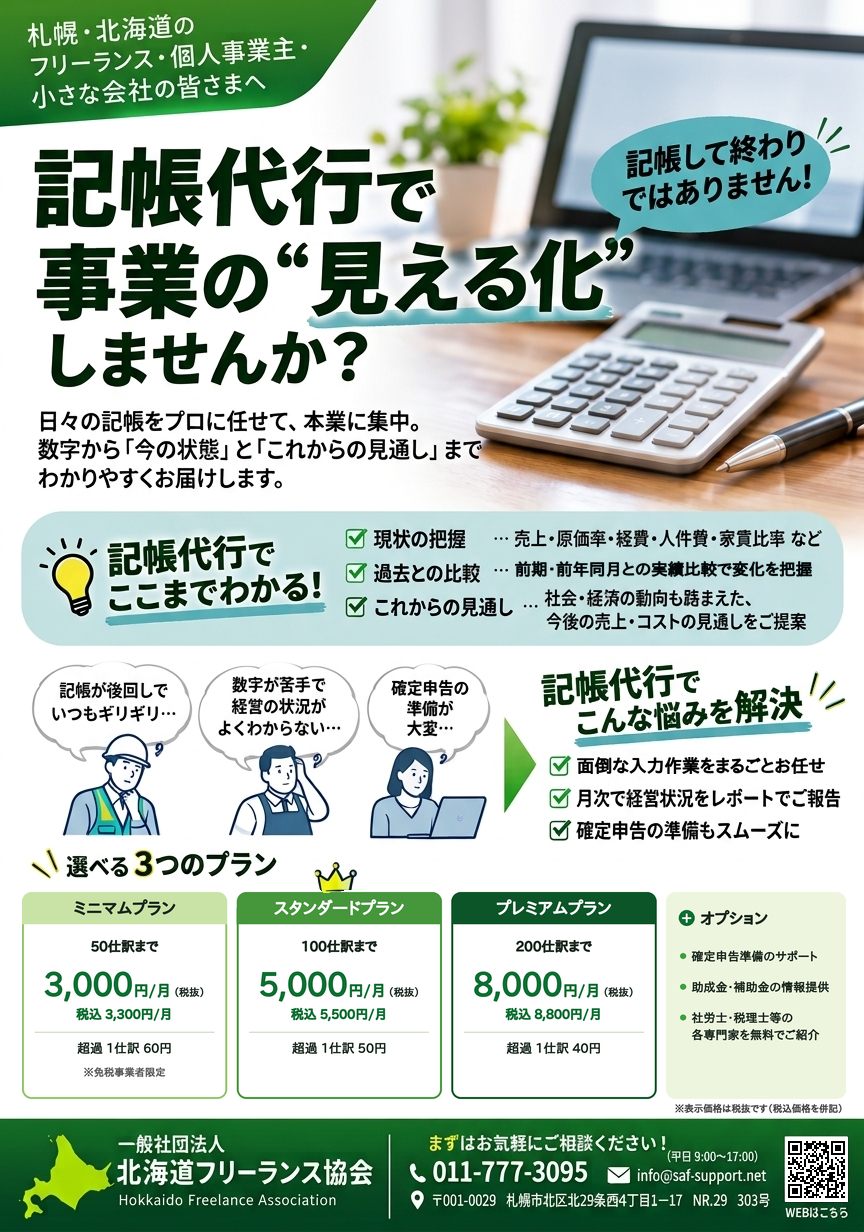 札幌・北海道の
フリーランス・個人事業主・
小さな会社の皆さまへ
記帳して終わり
ではありません!
記帳代行で
事業の“見える化”
しませんか?
日々の記帳をプロに任せて、本業に集中。
数字から「今の状態」と「これからの見通し」まで
わかりやすくお届けします。
記帳代行で
ここまでわかる!
現状の把握 … 売上・原価率・経費・人件費・家賃比率 など
過去との比較 … 前期・前年同月との実績比較で変化を把握
これからの見通し … 社会・経済の動向も踏まえた、
今後の売上・コストの見通しをご提案
記帳が後回しで
いつもギリギリ…
数字が苦手で
経営の状況が
よくわからない…
確定申告の
準備が
大変…
記帳代行で
こんな悩みを解決
面倒な入力作業をまるごとお任せ
月次で経営状況をレポートでご報告
確定申告の準備もスムーズに
選べる3つのプラン
ミニマムプラン
50仕訳まで
3,000円/月(税抜)
税込 3,300円/月
超過 1仕訳 60円
※免税事業者限定
スタンダードプラン
100仕訳まで
5,000円/月(税抜)
税込 5,500円/月
超過 1仕訳 50円
プレミアムプラン
200仕訳まで
8,000円/月(税抜)
税込 8,800円/月
超過 1仕訳 40円
オプション
確定申告準備のサポート
助成金・補助金の情報提供
社労士・税理士等の
各専門家を無料でご紹介
※表示価格は税抜です(税込価格を併記)
一般社団法人
北海道フリーランス協会
Hokkaido Freelance Association
まずはお気軽にご相談ください!
(平日 9:00〜17:00)
011-777-3095 info@saf-support.net
〒001-0029 札幌市北区北29条西4丁目1ー17 NR.29 303号
WEBはこちら